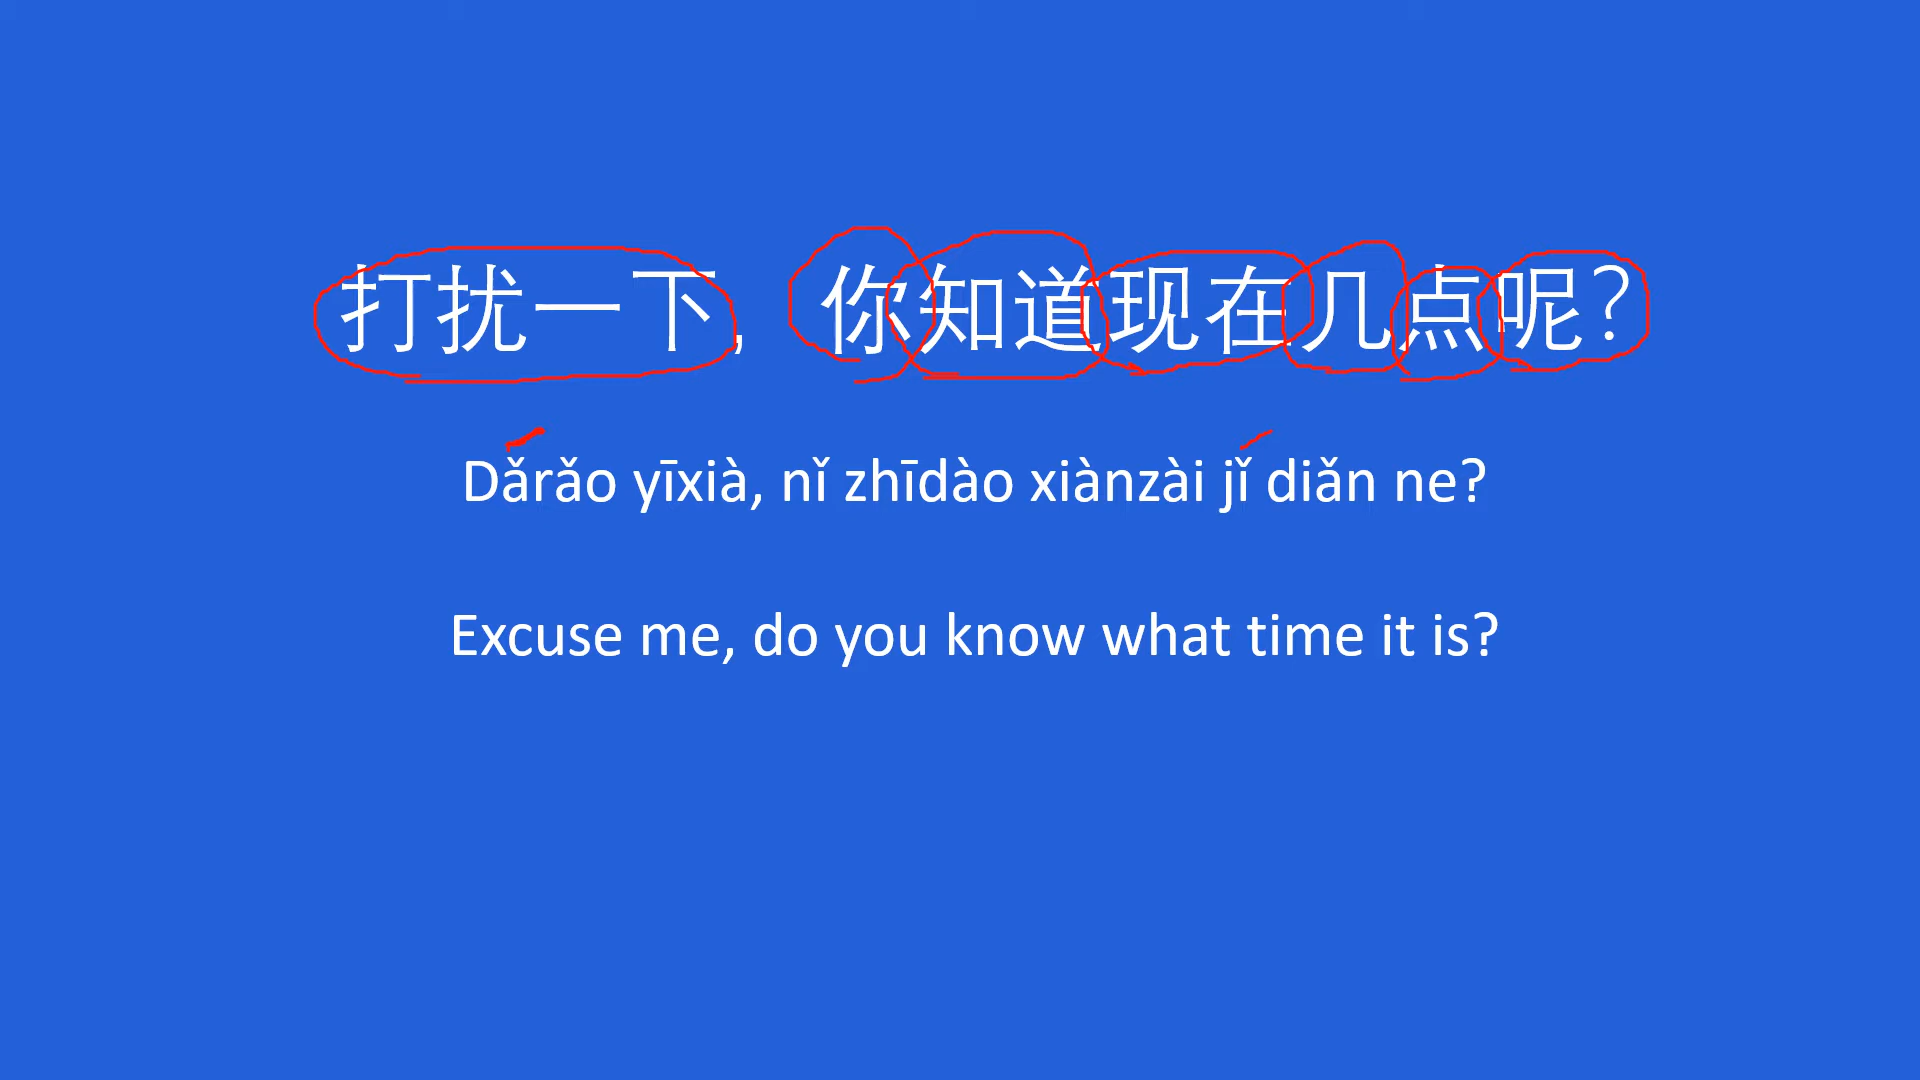 打扰一下, 你知道现在几点呢？
Dǎrǎo yīxià, nǐ zhīdào xiànzài jǐ diǎn ne?
Excuse me, do you know what time it is?